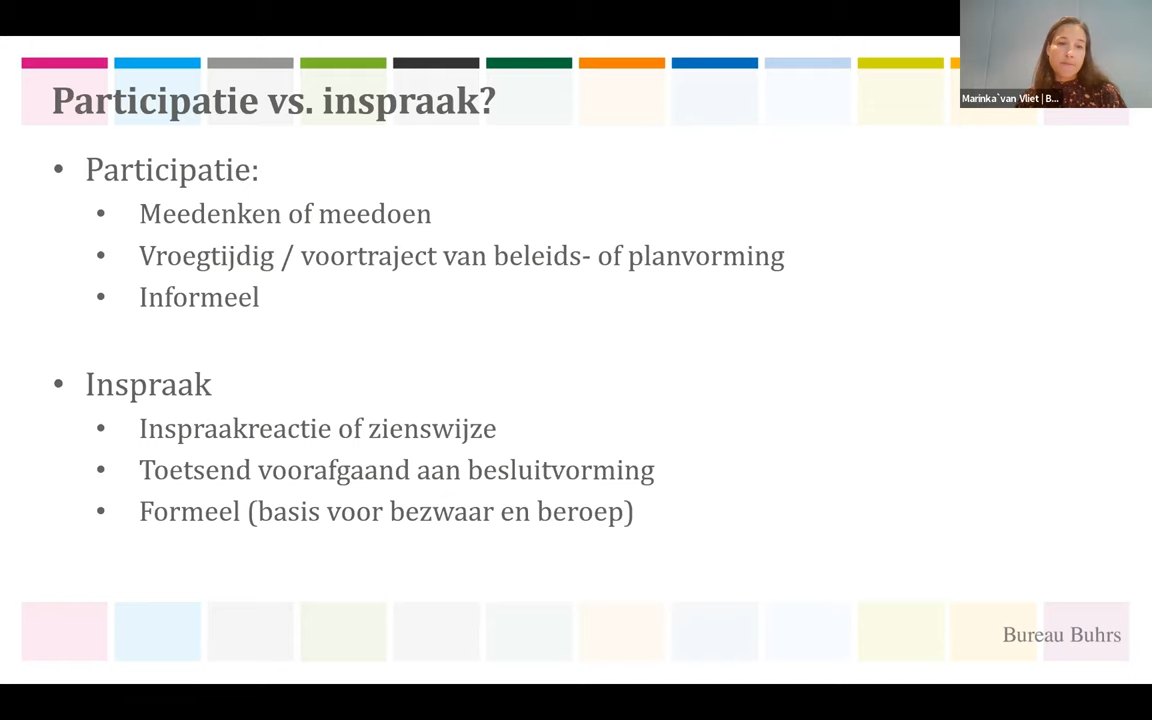 Marinka van Vliet | B...
Participatie vs. inspraak?
• Participatie:
• Meedenken of meedoen
• Vroegtijdig / voortraject van beleids- of planvorming
• Informeel
• Inspraak
• Inspraakreactie of zienswijze
• Toetsend voorafgaand aan besluitvorming
• Formeel (basis voor bezwaar en beroep)
Bureau Buhrs